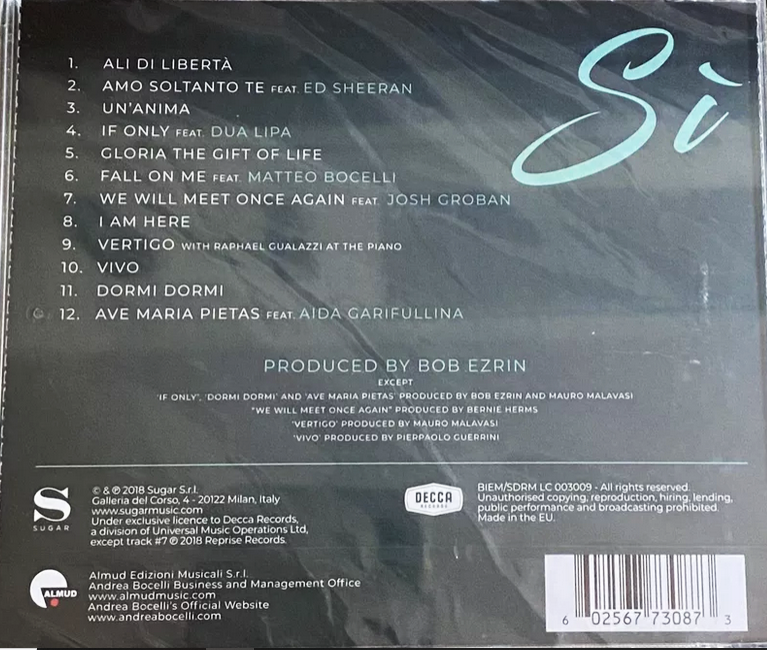 Sì
1. ALI DI LIBERTÀ
2. AMO SOLTANTO TE FEAT. ED SHEERAN
3. UN'ANIMA
4. IF ONLY FEAT. DUA LIPA
5. GLORIA THE GIFT OF LIFE
6. FALL ON ME FEAT. MATTEO BOCELLI
7. WE WILL MEET ONCE AGAIN FEAT. JOSH GROBAN
8. I AM HERE
9. VERTIGO WITH RAPHAEL GUALAZZI AT THE PIANO
10. VIVO
11. DORMI DORMI
12. AVE MARIA PIETAS FEAT. AIDA GARIFULLINA
PRODUCED BY BOB EZRIN
EXCEPT
'IF ONLY', 'DORMI DORMI' AND 'AVE MARIA PIETAS' PRODUCED BY BOB EZRIN AND MAURO MALAVASI
"WE WILL MEET ONCE AGAIN" PRODUCED BY BERNIE HERMS
'VERTIGO' PRODUCED BY MAURO MALAVASI
'VIVO' PRODUCED BY PIERPAOLO GUERRINI
S
SUGAR
© & ℗ 2018 Sugar S.r.l.
Galleria del Corso, 4 - 20122 Milan, Italy
www.sugarmusic.com
Under exclusive licence to Decca Records,
a division of Universal Music Operations Ltd,
except track #7 ℗ 2018 Reprise Records.
DECCA
RECORDS
BIEM/SDRM LC 003009 - All rights reserved.
Unauthorised copying, reproduction, hiring, lending,
public performance and broadcasting prohibited.
Made in the EU.
ALMUD
Almud Edizioni Musicali S.r.l.
Andrea Bocelli Business and Management Office
www.almudmusic.com
Andrea Bocelli's Official Website
www.andreabocelli.com
6 02567 73087 3